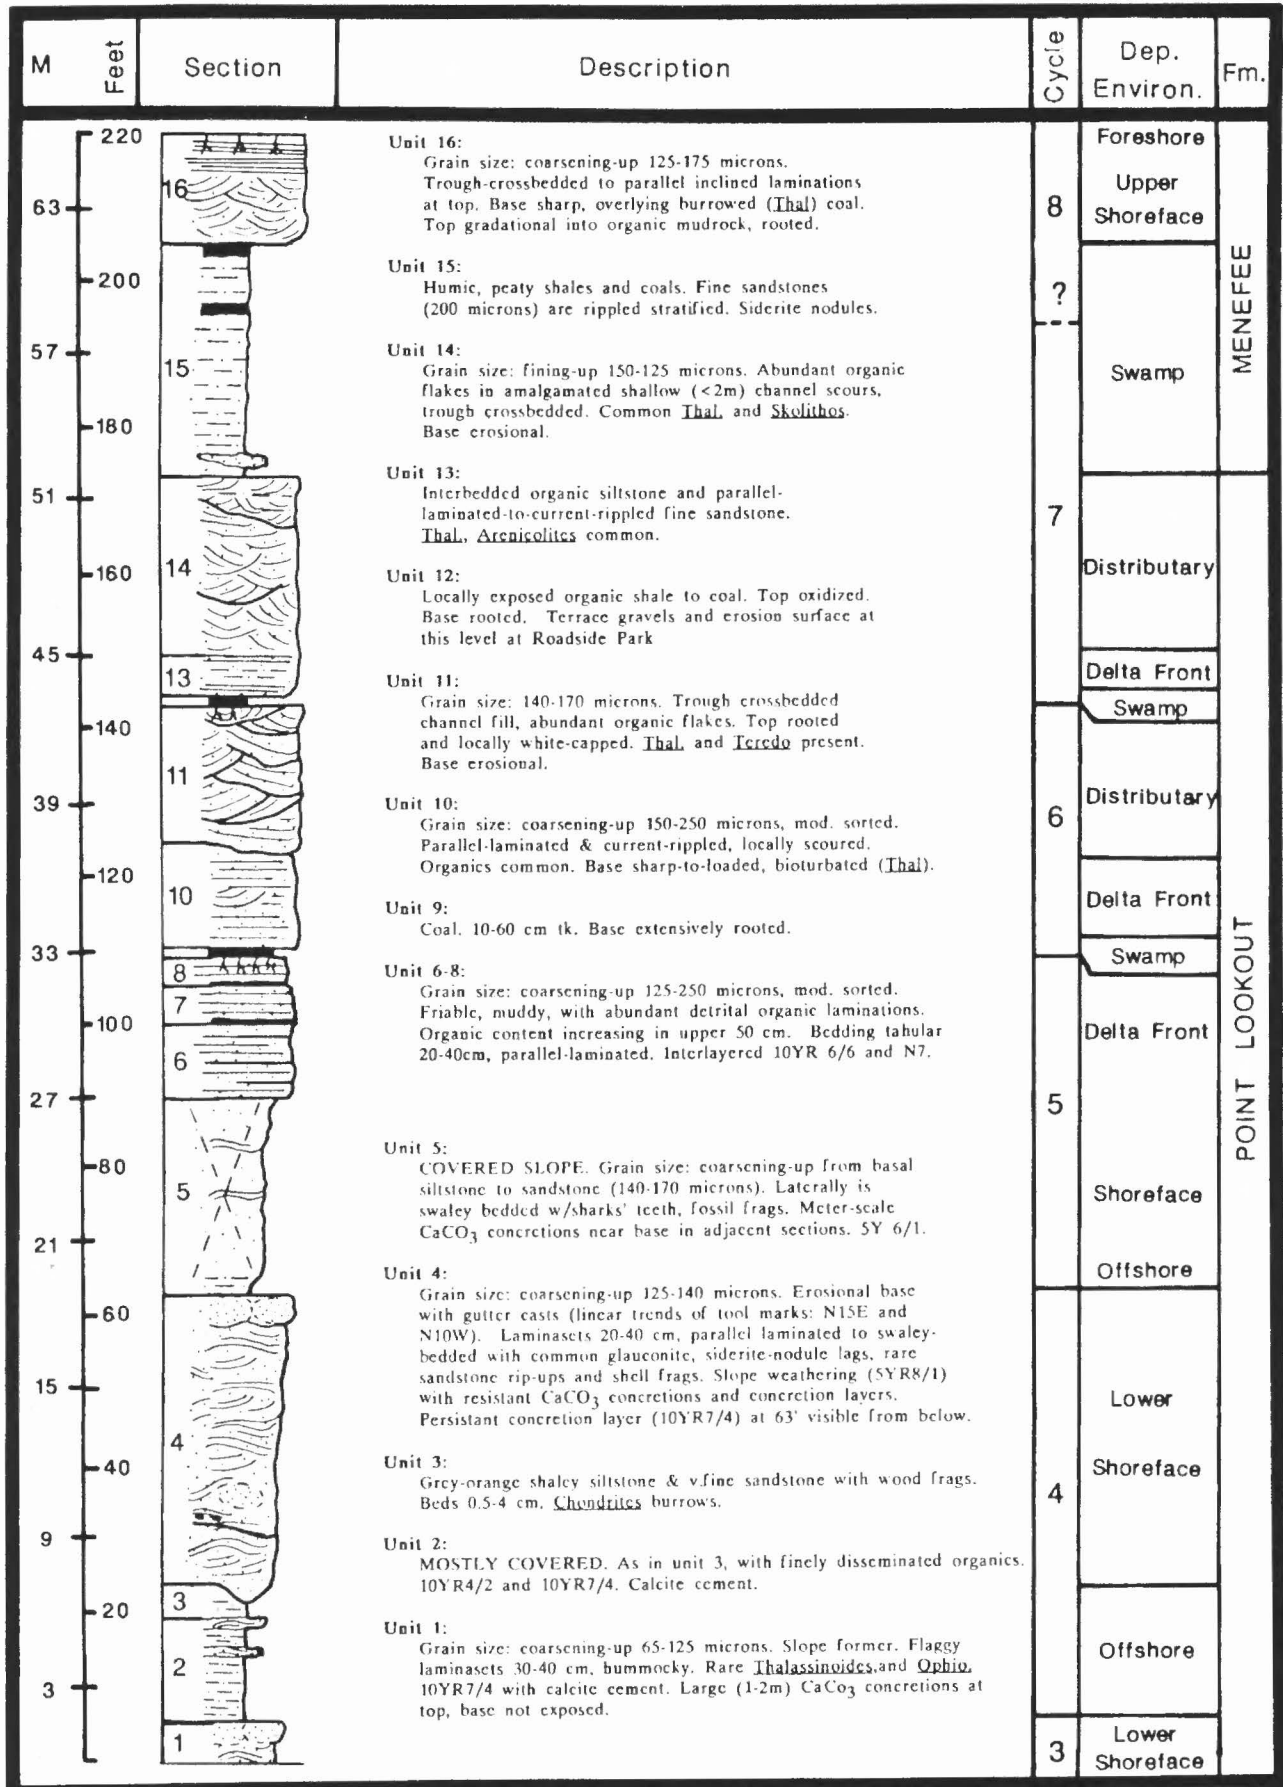 M
Feet
Section
Description
Cycle
Dep.
Environ.
Fm.
220
63
200
57
180
51
160
45
140
39
120
33
100
27
80
21
60
15
40
9
20
3
16
15
14
13
11
10
8
7
6
5
4
3
2
1
Unit 16:
Grain size: coarsening-up 125-175 microns.
Trough-crossbedded to parallel inclined laminations
at top. Base sharp, overlying burrowed (Thal) coal.
Top gradational into organic mudrock, rooted.
Unit 15:
Humic, peaty shales and coals. Fine sandstones
(200 microns) are rippled stratified. Siderite nodules.
Unit 14:
Grain size: fining-up 150-125 microns. Abundant organic
flakes in amalgamated shallow (<2m) channel scours,
trough crossbedded. Common Thal. and Skolithos.
Base erosional.
Unit 13:
Interbedded organic siltstone and parallel-
laminated-to-current-rippled fine sandstone.
Thal., Arenicolites common.
Unit 12:
Locally exposed organic shale to coal. Top oxidized.
Base rooted. Terrace gravels and erosion surface at
this level at Roadside Park
Unit 11:
Grain size: 140-170 microns. Trough crossbedded
channel fill, abundant organic flakes. Top rooted
and locally white-capped. Thal. and Teredo present.
Base erosional.
Unit 10:
Grain size: coarsening-up 150-250 microns, mod. sorted.
Parallel-laminated & current-rippled, locally scoured.
Organics common. Base sharp-to-loaded, bioturbated (Thal).
Unit 9:
Coal. 10-60 cm tk. Base extensively rooted.
Unit 6-8:
Grain size: coarsening-up 125-250 microns, mod. sorted.
Friable, muddy, with abundant detrital organic laminations.
Organic content increasing in upper 50 cm. Bedding tabular
20-40cm, parallel-laminated. Interlayered 10YR 6/6 and N7.
Unit 5:
COVERED SLOPE. Grain size: coarsening-up from basal
siltstone to sandstone (140-170 microns). Laterally is
swaley bedded w/sharks' teeth, fossil frags. Meter-scale
CaCO3 concretions near base in adjacent sections. 5Y 6/1.
Unit 4:
Grain size: coarsening-up 125-140 microns. Erosional base
with gutter casts (linear trends of tool marks: N15E and
N10W). Laminasets 20-40 cm, parallel laminated to swaley-
bedded with common glauconite, siderite-nodule lags, rare
sandstone rip-ups and shell frags. Slope weathering (5YR8/1)
with resistant CaCO3 concretions and concretion layers.
Persistant concretion layer (10YR7/4) at 63' visible from below.
Unit 3:
Grey-orange shaley siltstone & v.fine sandstone with wood frags.
Beds 0.5-4 cm. Chondrites burrows.
Unit 2:
MOSTLY COVERED. As in unit 3, with finely disseminated organics.
10YR4/2 and 10YR7/4. Calcite cement.
Unit 1:
Grain size: coarsening-up 65-125 microns. Slope former. Flaggy
laminasets 30-40 cm, hummocky. Rare Thalassinoides,and Ophio.
10YR7/4 with calcite cement. Large (1-2m) CaCo3 concretions at
top, base not exposed.
8
?
7
6
5
4
3
Foreshore
Upper
Shoreface
Swamp
Distributary
Delta Front
Swamp
Distributary
Delta Front
Swamp
Delta Front
Shoreface
Offshore
Lower
Shoreface
Offshore
Lower
Shoreface
MENEFEE
POINT LOOKOUT